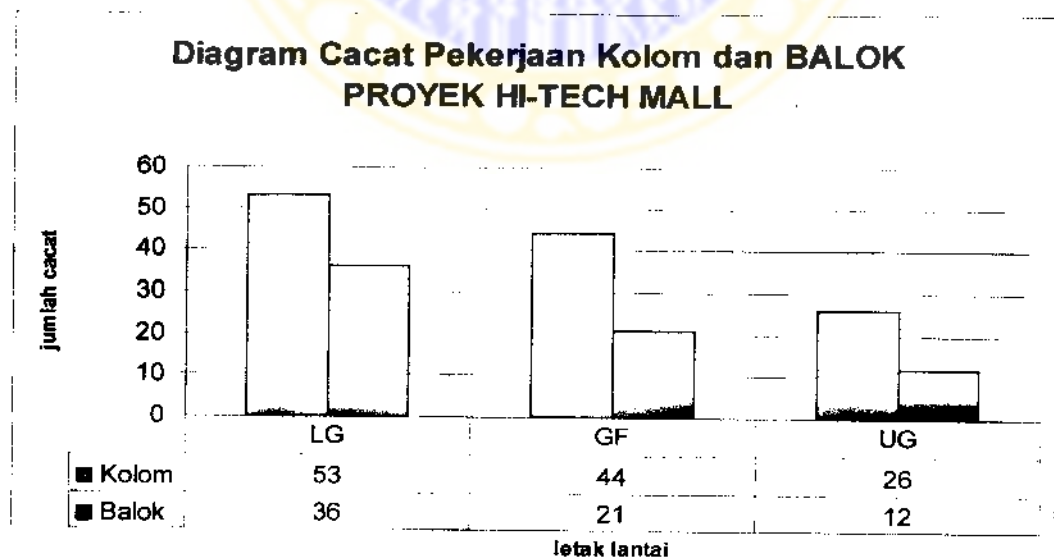 Diagram Cacat Pekerjaan Kolom dan BALOK
PROYEK HI-TECH MALL
jumlah cacat
60
50
40
30
20
10
0
LG GF UG
Kolom 53 44 26
Balok 36 21 12
letak lantai